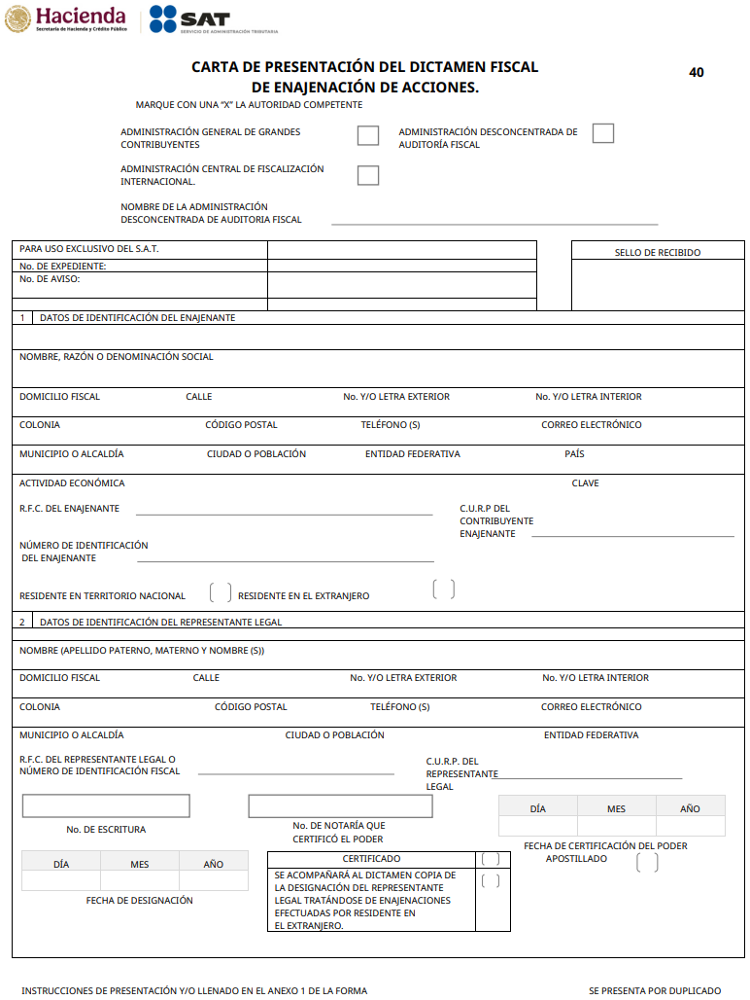 Hacienda
Secretaría de Hacienda y Crédito Público
SAT
SERVICIO DE ADMINISTRACIÓN TRIBUTARIA
CARTA DE PRESENTACIÓN DEL DICTAMEN FISCAL
DE ENAJENACIÓN DE ACCIONES.
40
MARQUE CON UNA “X” LA AUTORIDAD COMPETENTE
ADMINISTRACIÓN GENERAL DE GRANDES
CONTRIBUYENTES
ADMINISTRACIÓN DESCONCENTRADA DE
AUDITORÍA FISCAL
ADMINISTRACIÓN CENTRAL DE FISCALIZACIÓN
INTERNACIONAL.
NOMBRE DE LA ADMINISTRACIÓN
DESCONCENTRADA DE AUDITORIA FISCAL
PARA USO EXCLUSIVO DEL S.A.T.
SELLO DE RECIBIDO
No. DE EXPEDIENTE:
No. DE AVISO:
1 DATOS DE IDENTIFICACIÓN DEL ENAJENANTE
NOMBRE, RAZÓN O DENOMINACIÓN SOCIAL
DOMICILIO FISCAL CALLE No. Y/O LETRA EXTERIOR No. Y/O LETRA INTERIOR
COLONIA CÓDIGO POSTAL TELÉFONO (S) CORREO ELECTRÓNICO
MUNICIPIO O ALCALDÍA CIUDAD O POBLACIÓN ENTIDAD FEDERATIVA PAÍS
ACTIVIDAD ECONÓMICA CLAVE
R.F.C. DEL ENAJENANTE
C.U.R.P DEL
CONTRIBUYENTE
ENAJENANTE
NÚMERO DE IDENTIFICACIÓN
DEL ENAJENANTE
RESIDENTE EN TERRITORIO NACIONAL ( ) RESIDENTE EN EL EXTRANJERO ( )
2 DATOS DE IDENTIFICACIÓN DEL REPRESENTANTE LEGAL
NOMBRE (APELLIDO PATERNO, MATERNO Y NOMBRE (S))
DOMICILIO FISCAL CALLE No. Y/O LETRA EXTERIOR No. Y/O LETRA INTERIOR
COLONIA CÓDIGO POSTAL TELÉFONO (S) CORREO ELECTRÓNICO
MUNICIPIO O ALCALDÍA CIUDAD O POBLACIÓN ENTIDAD FEDERATIVA
R.F.C. DEL REPRESENTANTE LEGAL O
NÚMERO DE IDENTIFICACIÓN FISCAL
C.U.R.P. DEL
REPRESENTANTE
LEGAL
No. DE ESCRITURA
No. DE NOTARÍA QUE
CERTIFICÓ EL PODER
DÍA MES AÑO
FECHA DE CERTIFICACIÓN DEL PODER
APOSTILLADO ( )
DÍA MES AÑO
FECHA DE DESIGNACIÓN
CERTIFICADO ( )
SE ACOMPAÑARÁ AL DICTAMEN COPIA DE ( )
LA DESIGNACIÓN DEL REPRESENTANTE
LEGAL TRATÁNDOSE DE ENAJENACIONES
EFECTUADAS POR RESIDENTE EN
EL EXTRANJERO.
INSTRUCCIONES DE PRESENTACIÓN Y/O LLENADO EN EL ANEXO 1 DE LA FORMA
SE PRESENTA POR DUPLICADO